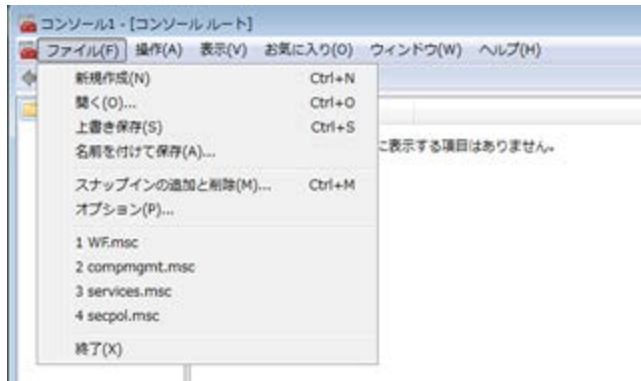 コンソール1 - [コンソール ルート]
ファイル(F) 操作(A) 表示(V) お気に入り(O) ウィンドウ(W) ヘルプ(H)
新規作成(N) Ctrl+N
開く(O)... Ctrl+O
上書き保存(S) Ctrl+S
名前を付けて保存(A)...
に表示する項目はありません。
スナップインの追加と削除(M)... Ctrl+M
オプション(P)...
1 WF.msc
2 compmgmt.msc
3 services.msc
4 secpol.msc
終了(X)